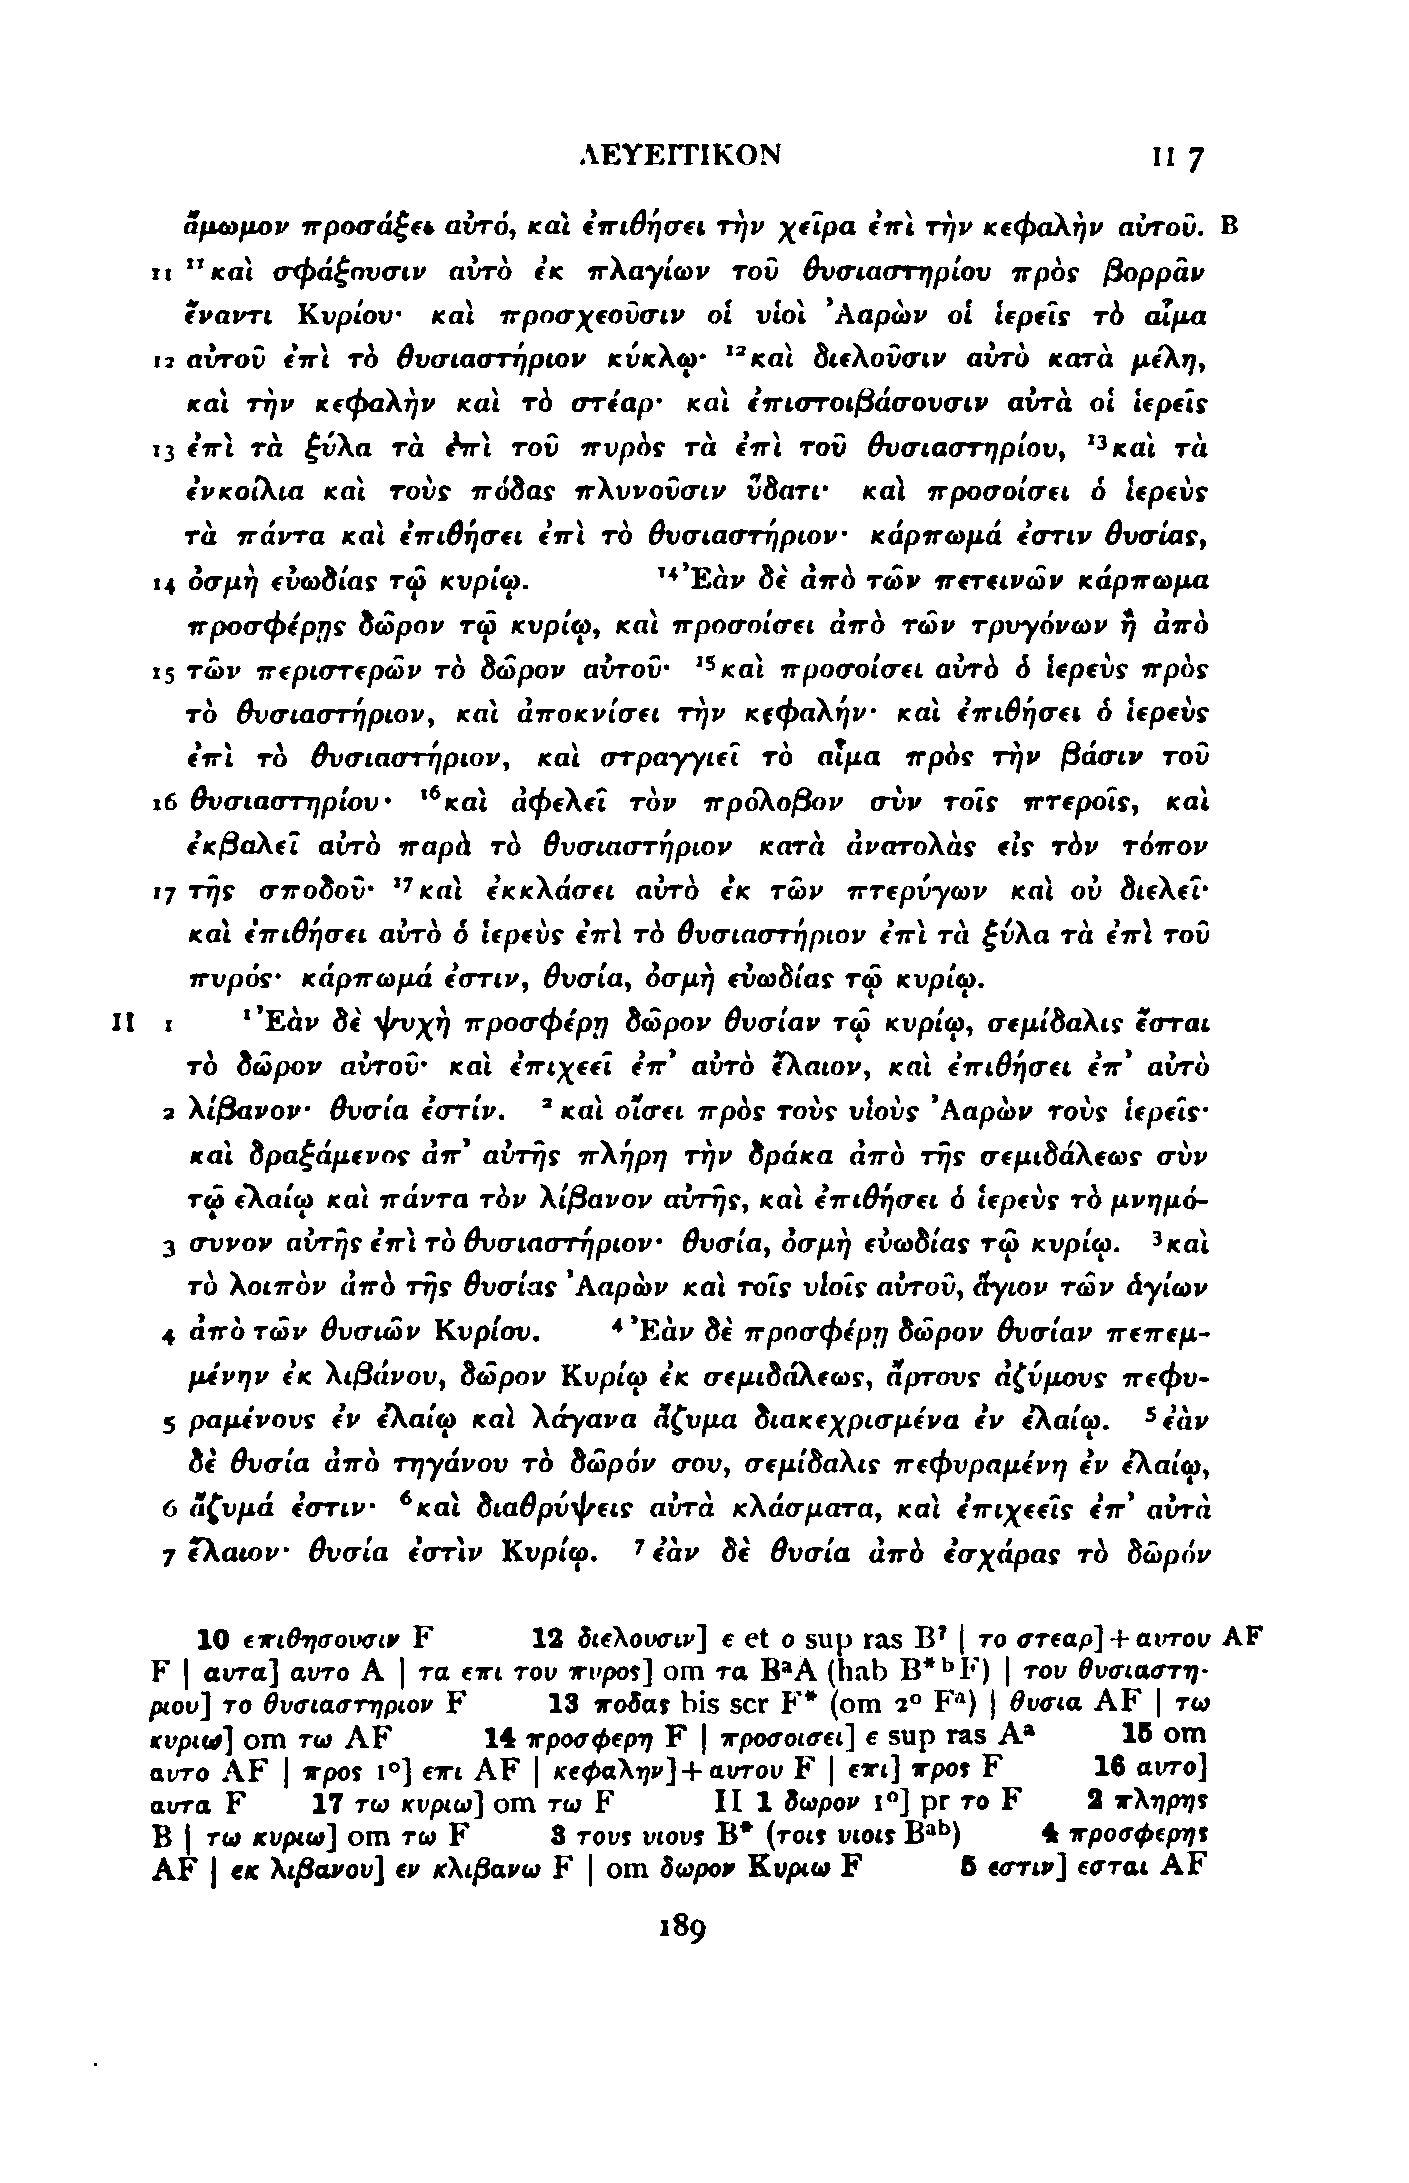 ΛΕΥΕΙΤΙΚΟΝ II 7
ἄμωμον προσάξει αὐτό, καὶ ἐπιθήσει τὴν χεῖρα ἐπὶ τὴν κεφαλὴν αὐτοῦ. B
11 ¹¹καὶ σφάξουσιν αὐτὸ ἐκ πλαγίων τοῦ θυσιαστηρίου πρὸς βορρᾶν
ἔναντι Κυρίου· καὶ προσχεοῦσιν οἱ υἱοὶ Ἀαρὼν οἱ ἱερεῖς τὸ αἷμα
12 αὐτοῦ ἐπὶ τὸ θυσιαστήριον κύκλῳ· ¹²καὶ διελοῦσιν αὐτὸ κατὰ μέλη,
καὶ τὴν κεφαλὴν καὶ τὸ στέαρ· καὶ ἐπιστοιβάσουσιν αὐτὰ οἱ ἱερεῖς
13 ἐπὶ τὰ ξύλα τὰ ἐπὶ τοῦ πυρὸς τὰ ἐπὶ τοῦ θυσιαστηρίου, ¹³καὶ τὰ
ἐνκοίλια καὶ τοὺς πόδας πλυνοῦσιν ὕδατι· καὶ προσοίσει ὁ ἱερεὺς
τὰ πάντα καὶ ἐπιθήσει ἐπὶ τὸ θυσιαστήριον· κάρπωμά ἐστιν θυσίας,
14 ὀσμὴ εὐωδίας τῷ κυρίῳ. ¹⁴Ἐὰν δὲ ἀπὸ τῶν πετεινῶν κάρπωμα
προσφέρῃς δῶρον τῷ κυρίῳ, καὶ προσοίσει ἀπὸ τῶν τρυγόνων ἢ ἀπὸ
15 τῶν περιστερῶν τὸ δῶρον αὐτοῦ· ¹⁵καὶ προσοίσει αὐτὸ ὁ ἱερεὺς πρὸς
τὸ θυσιαστήριον, καὶ ἀποκνίσει τὴν κεφαλήν· καὶ ἐπιθήσει ὁ ἱερεὺς
ἐπὶ τὸ θυσιαστήριον, καὶ στραγγιεῖ τὸ αἷμα πρὸς τὴν βάσιν τοῦ
16 θυσιαστηρίου· ¹⁶καὶ ἀφελεῖ τὸν πρόλοβον σὺν τοῖς πτεροῖς, καὶ
ἐκβαλεῖ αὐτὸ παρὰ τὸ θυσιαστήριον κατὰ ἀνατολὰς εἰς τὸν τόπον
17 τῆς σποδοῦ· ¹⁷καὶ ἐκκλάσει αὐτὸ ἐκ τῶν πτερύγων καὶ οὐ διελεῖ·
καὶ ἐπιθήσει αὐτὸ ὁ ἱερεὺς ἐπὶ τὸ θυσιαστήριον ἐπὶ τὰ ξύλα τὰ ἐπὶ τοῦ
πυρός· κάρπωμά ἐστιν, θυσία, ὀσμὴ εὐωδίας τῷ κυρίῳ.
II 1 ¹Ἐὰν δὲ ψυχὴ προσφέρῃ δῶρον θυσίαν τῷ κυρίῳ, σεμίδαλις ἔσται
τὸ δῶρον αὐτοῦ· καὶ ἐπιχεεῖ ἐπ’ αὐτὸ ἔλαιον, καὶ ἐπιθήσει ἐπ’ αὐτὸ
2 λίβανον· θυσία ἐστίν. ²καὶ οἴσει πρὸς τοὺς υἱοὺς Ἀαρὼν τοὺς ἱερεῖς·
καὶ δραξάμενος ἀπ’ αὐτῆς πλήρη τὴν δράκα ἀπὸ τῆς σεμιδάλεως σὺν
τῷ ἐλαίῳ καὶ πάντα τὸν λίβανον αὐτῆς, καὶ ἐπιθήσει ὁ ἱερεὺς τὸ μνημό-
3 συνον αὐτῆς ἐπὶ τὸ θυσιαστήριον· θυσία, ὀσμὴ εὐωδίας τῷ κυρίῳ. ³καὶ
τὸ λοιπὸν ἀπὸ τῆς θυσίας Ἀαρὼν καὶ τοῖς υἱοῖς αὐτοῦ, ἅγιον τῶν ἁγίων
4 ἀπὸ τῶν θυσιῶν Κυρίου. ⁴Ἐὰν δὲ προσφέρῃ δῶρον θυσίαν πεπεμ-
μένην ἐκ λιβάνου, δῶρον Κυρίῳ ἐκ σεμιδάλεως, ἄρτους ἀζύμους πεφυ-
5 ραμένους ἐν ἐλαίῳ καὶ λάγανα ἄζυμα διακεχρισμένα ἐν ἐλαίῳ. ⁵ἐὰν
δὲ θυσία ἀπὸ τηγάνου τὸ δῶρόν σου, σεμίδαλις πεφυραμένη ἐν ἐλαίῳ,
6 ἄζυμά ἐστιν· ⁶καὶ διαθρύψεις αὐτὰ κλάσματα, καὶ ἐπιχεεῖς ἐπ’ αὐτὰ
7 ἔλαιον· θυσία ἐστὶν Κυρίῳ. ⁷ἐὰν δὲ θυσία ἀπὸ ἐσχάρας τὸ δῶρόν
10 επιθησουσιν F 12 διελουσιν] ε et ο sup ras B? | το στεαρ]+αυτου AF
F | αυτα] αυτο A | τα επι του πυρος] om τα BᵃA (hab B*ᵇF) | του θυσιαστη-
ριου] το θυσιαστηριον F 13 ποδας bis scr F* (om 2° Fᵃ) | θυσια AF | τω
κυριω] om τω AF 14 προσφερη F | προσοισει] ε sup ras Aᵃ 15 om
αυτο AF | προς 1°] επι AF | κεφαλην]+αυτου F | επι] προς F 16 αυτο]
αυτα F 17 τω κυριω] om τω F II 1 δωρον 1°] pr το F 2 πληρης
B | τω κυριω] om τω F 3 τους υιους B* (τοις υιοις Bᵃᵇ) 4 προσφερης
AF | εκ λιβανου] εν κλιβανω F | om δωρον Κυριω F 5 εστιν] εσται AF
189